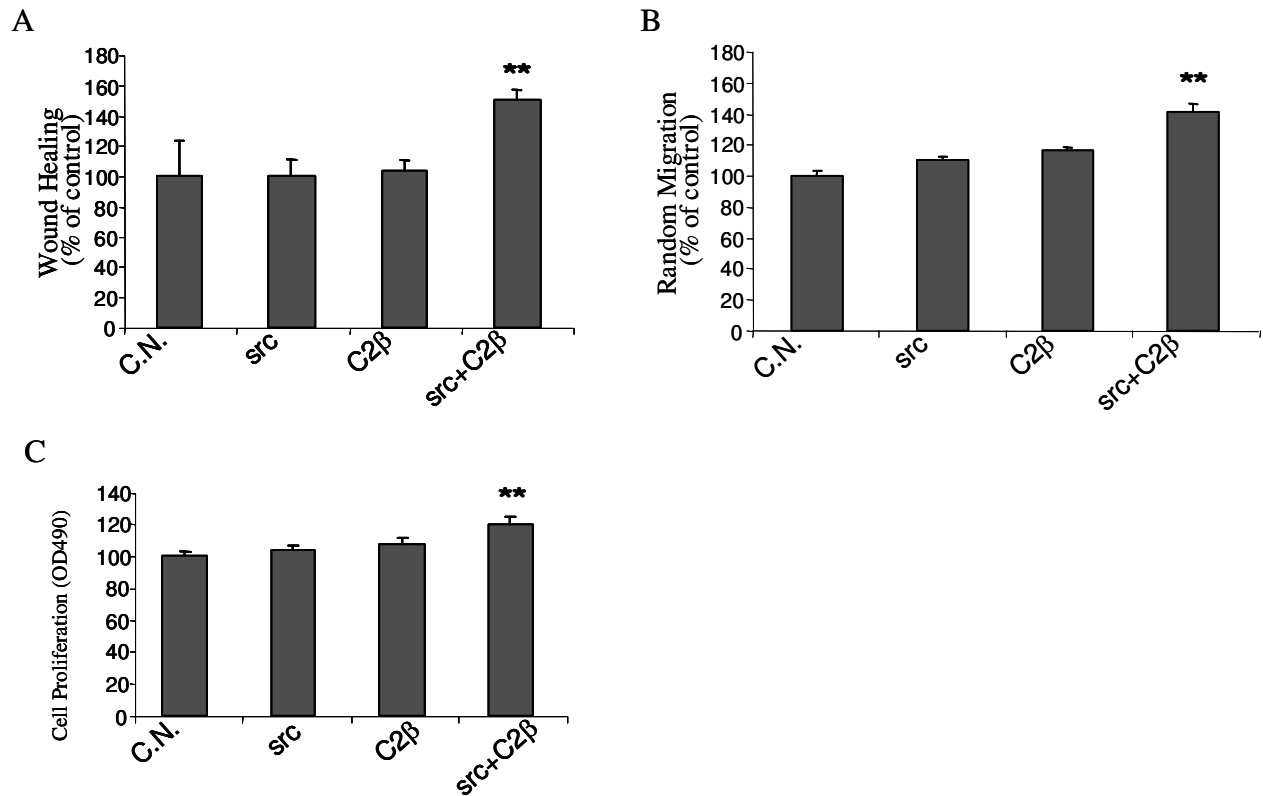 A
Wound Healing
(% of control)
180
160
140
120
100
80
60
40
20
0
**
C.N.
src
C2β
src+C2β
B
Random Migration
(% of control)
180
160
140
120
100
80
60
40
20
0
**
C.N.
src
C2β
src+C2β
C
Cell Proliferation (OD490)
140
120
100
80
60
40
20
0
**
C.N.
src
C2β
src+C2β